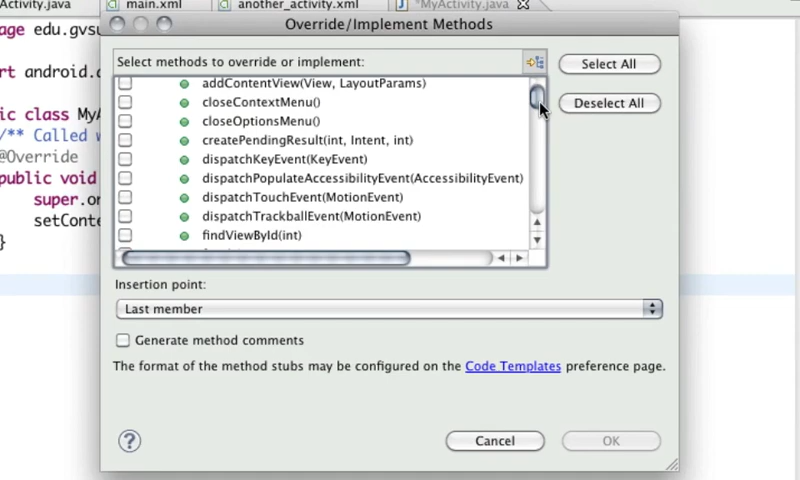 Activity.java main.xml another_activity.xml *MyActivity.java
Override/Implement Methods
age edu.gvsu
Select methods to override or implement:
Select All
rt android.
addContentView(View, LayoutParams)
closeContextMenu()
Deselect All
ic class MyA
closeOptionsMenu()
/** Called w
createPendingResult(int, Intent, int)
@Override
dispatchKeyEvent(KeyEvent)
public void
dispatchPopulateAccessibilityEvent(AccessibilityEvent)
super.on
dispatchTouchEvent(MotionEvent)
setConte
dispatchTrackballEvent(MotionEvent)
}
findViewById(int)
Insertion point:
Last member
Generate method comments
The format of the method stubs may be configured on the Code Templates preference page.
?
Cancel
OK